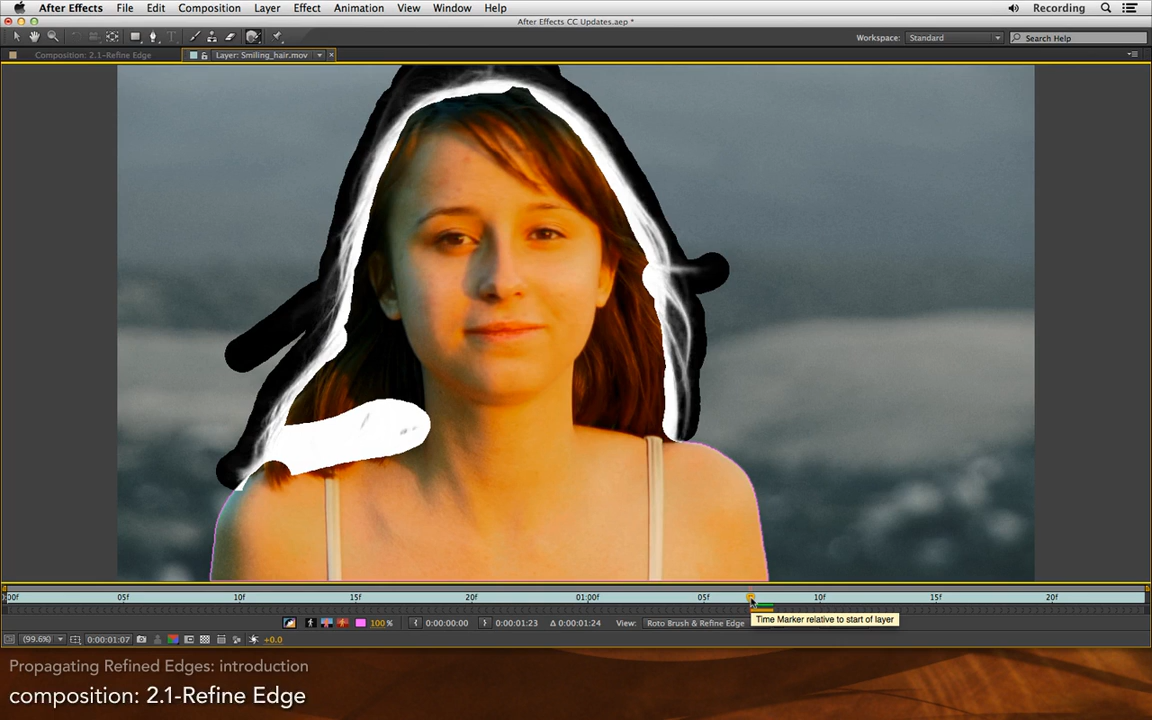 After Effects File Edit Composition Layer Effect Animation View Window Help Recording
After Effects CC Updates.aep *
Workspace: Standard Search Help
Composition: 2.1-Refine Edge Layer: Smiling_hair.mov
00f 05f 10f 15f 20f 01:00f 05f 10f 15f 20f
Time Marker relative to start of layer
100 % 0:00:00:00 0:00:01:23 Δ 0:00:01:24 View: Roto Brush & Refine Edge
(99.6%) 0:00:01:07 +0.0
Propagating Refined Edges: introduction
composition: 2.1-Refine Edge